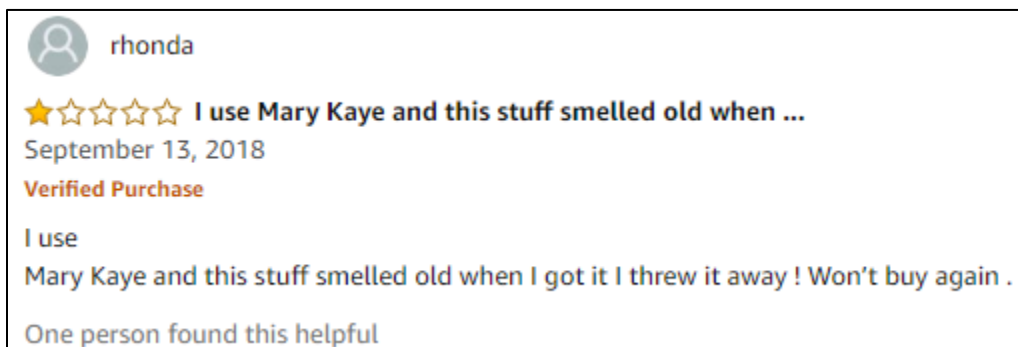 rhonda
I use Mary Kaye and this stuff smelled old when ...
September 13, 2018
Verified Purchase
I use
Mary Kaye and this stuff smelled old when I got it I threw it away ! Won't buy again .
One person found this helpful